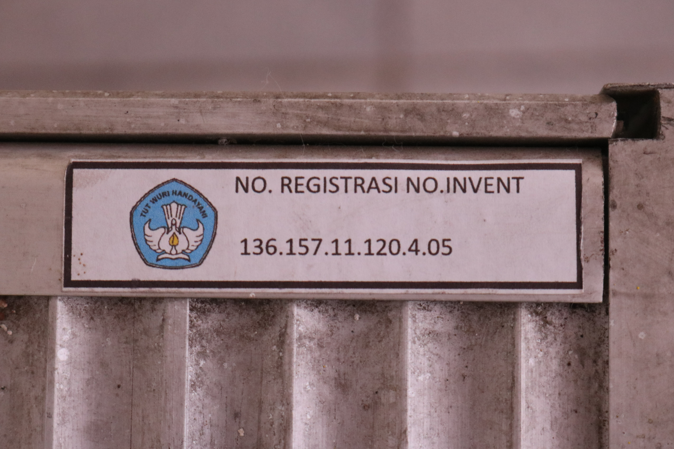 NO. REGISTRASI NO.INVENT
TUT WURI HANDAYANI
136.157.11.120.4.05